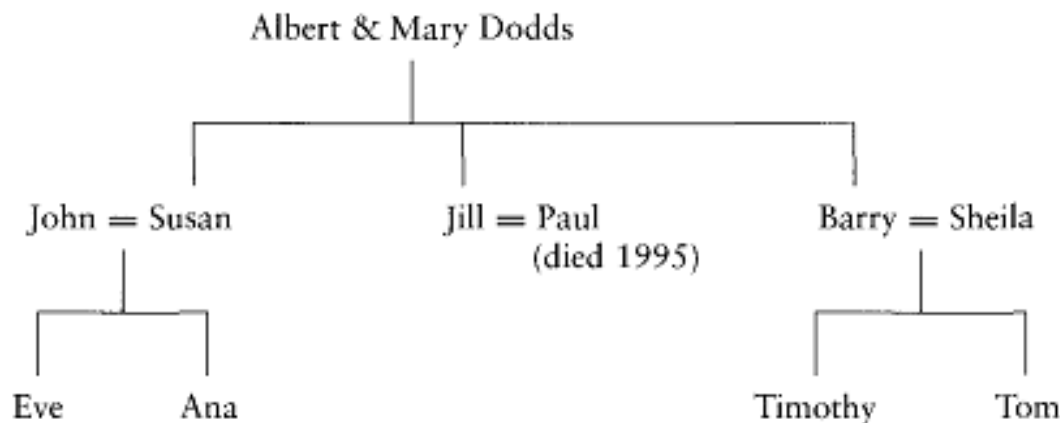 Albert & Mary Dodds
John = Susan Jill = Paul Barry = Sheila
(died 1995)
Eve Ana Timothy Tom